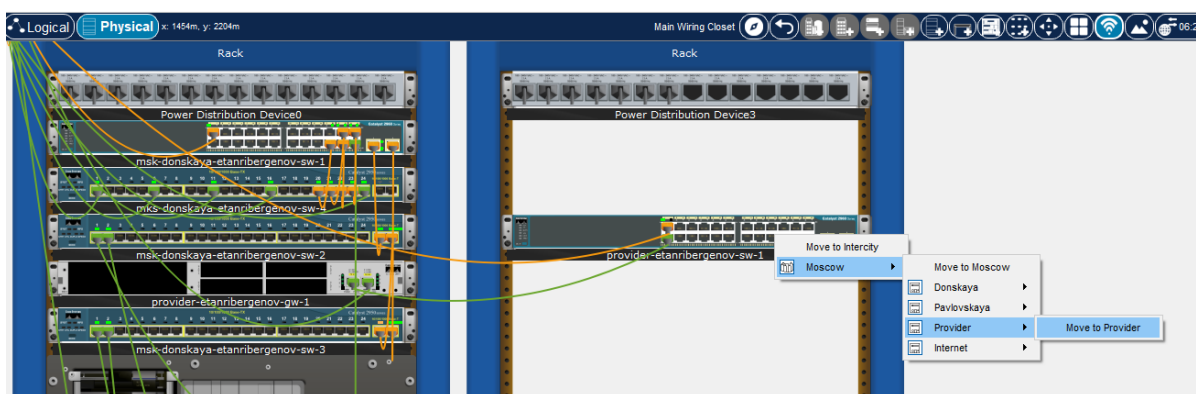 Logical Physical x: 1454m, y: 2204m Main Wiring Closet 06:2
Rack Rack
Power Distribution Device0 Power Distribution Device3
msk-donskaya-etanribergenov-sw-1
mks-donskaya-etanribergenov-sw-4
msk-donskaya-etanribergenov-sw-2
provider-etanribergenov-gw-1
msk-donskaya-etanribergenov-sw-3
provider-etanribergenov-sw-1
Move to Intercity
Moscow
Move to Moscow
Donskaya
Pavlovskaya
Provider Move to Provider
Internet